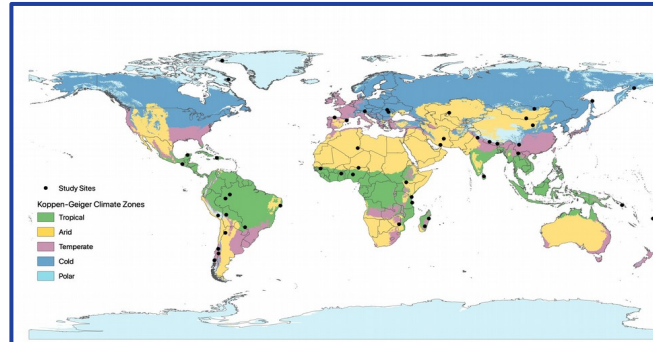 Study Sites
Koppen-Geiger Climate Zones
Tropical
Arid
Temperate
Cold
Polar